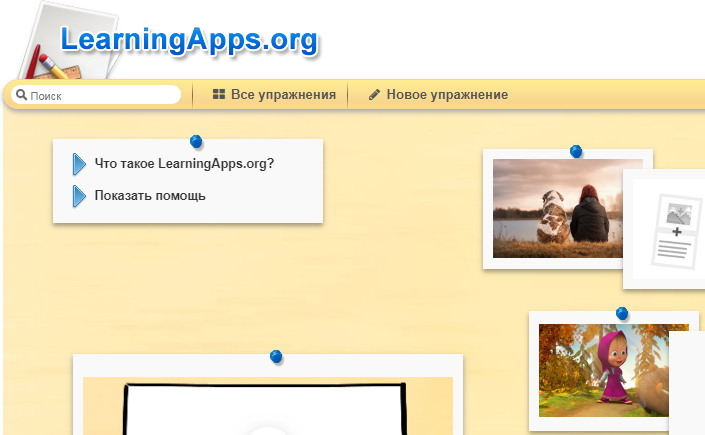 LearningApps.org
Поиск
Все упражнения
Новое упражнение
Что такое LearningApps.org?
Показать помощь